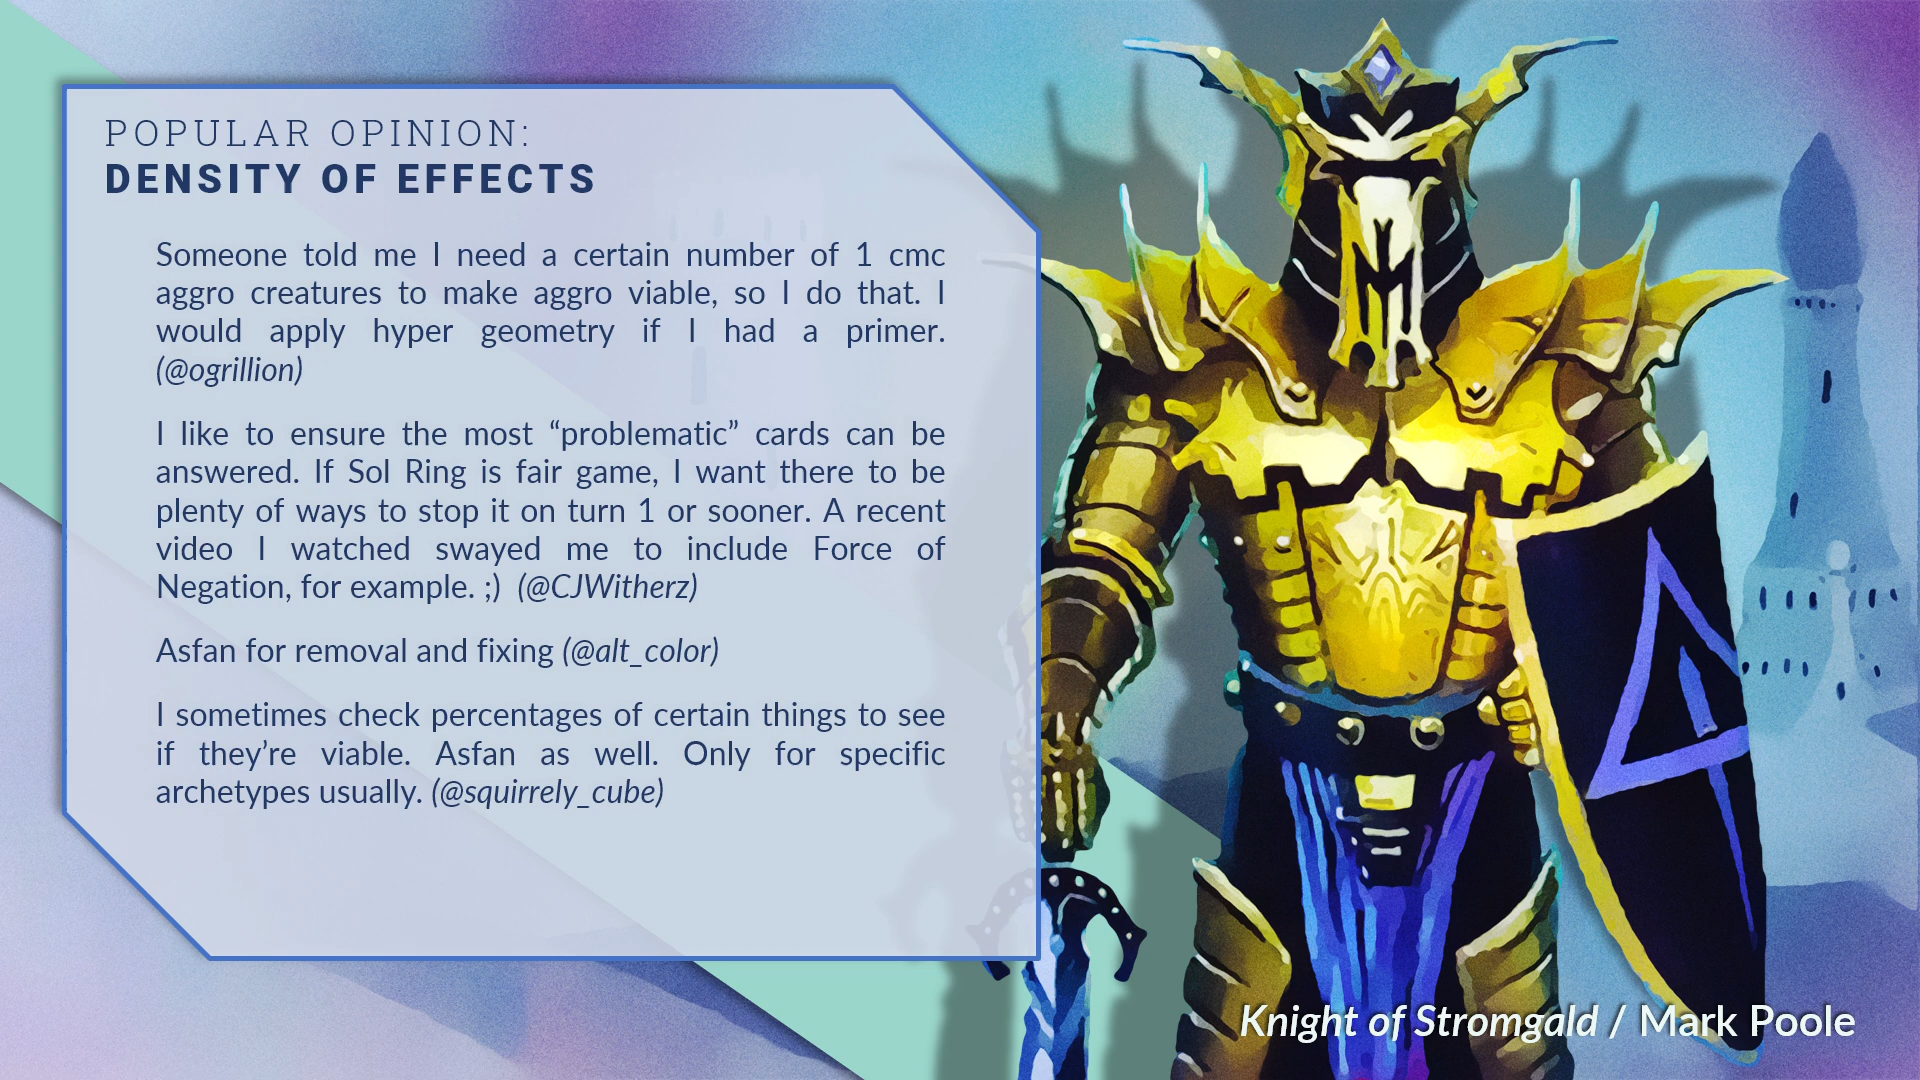 POPULAR OPINION:
DENSITY OF EFFECTS
Someone told me I need a certain number of 1 cmc
aggro creatures to make aggro viable, so I do that. I
would apply hyper geometry if I had a primer.
(@ogrillion)
I like to ensure the most “problematic” cards can be
answered. If Sol Ring is fair game, I want there to be
plenty of ways to stop it on turn 1 or sooner. A recent
video I watched swayed me to include Force of
Negation, for example. ;) (@CJWitherz)
Asfan for removal and fixing (@alt_color)
I sometimes check percentages of certain things to see
if they’re viable. Asfan as well. Only for specific
archetypes usually. (@squirrely_cube)
Knight of Stromgald / Mark Poole